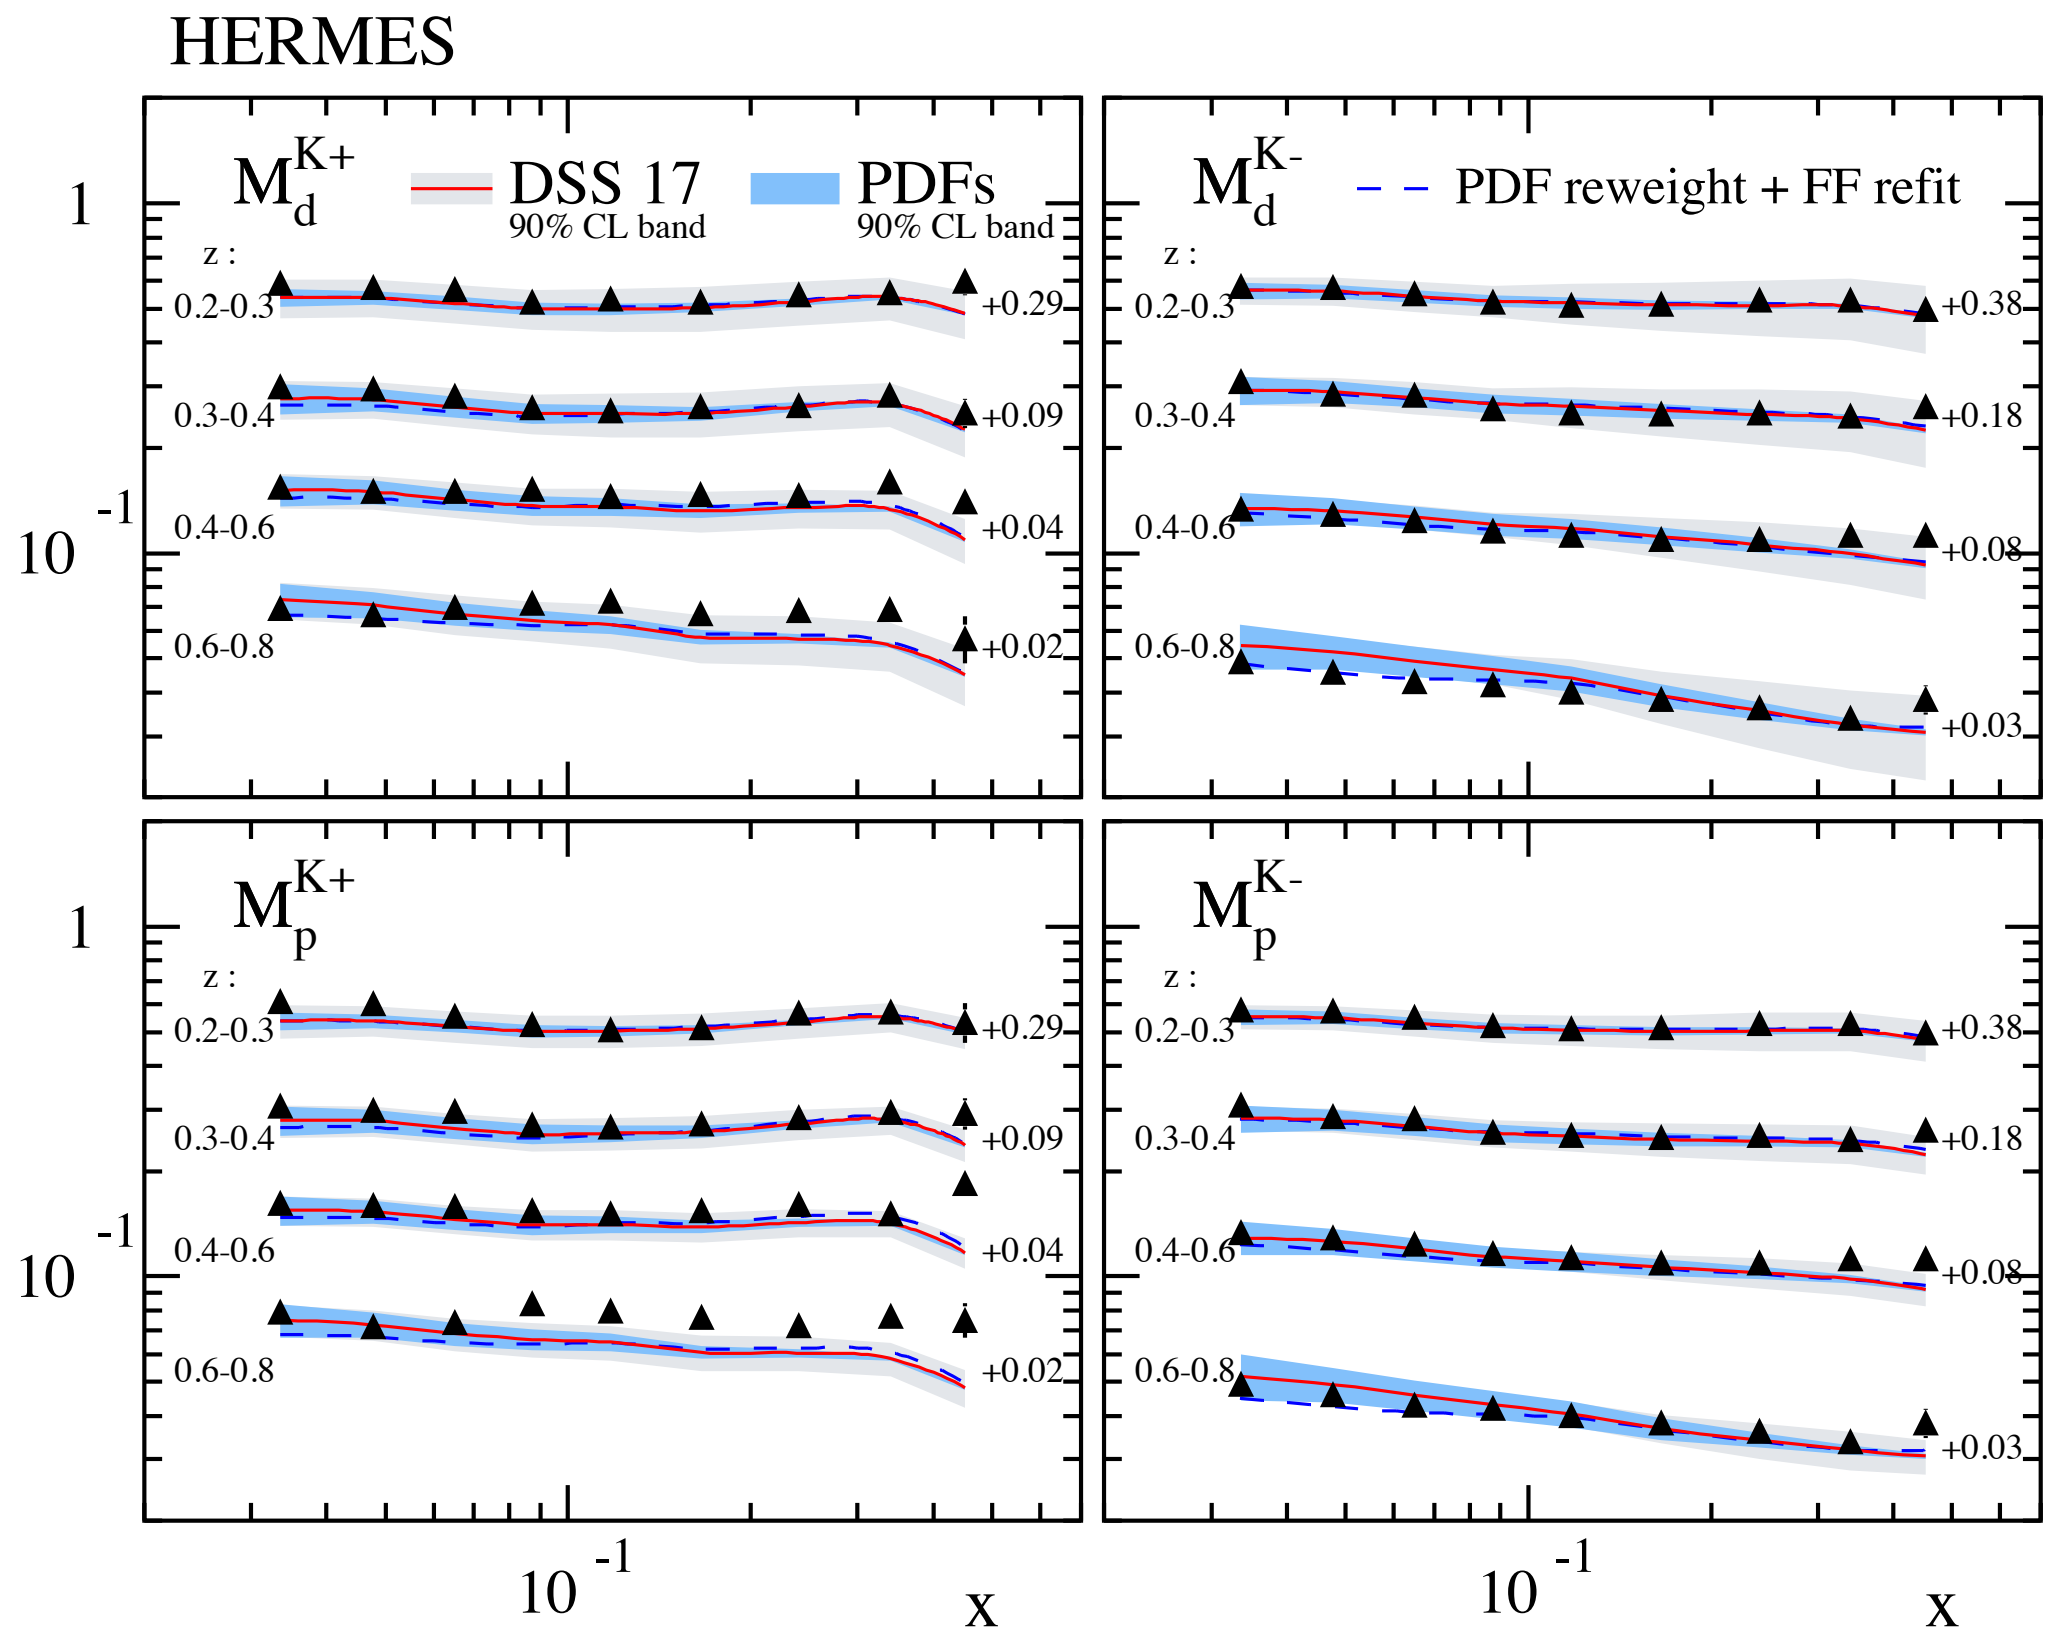 HERMES
M_d^K+
DSS 17
90% CL band
PDFs
90% CL band
z :
0.2-0.3
+0.29
0.3-0.4
+0.09
0.4-0.6
+0.04
0.6-0.8
+0.02
1
10^-1
M_d^K-
PDF reweight + FF refit
z :
0.2-0.3
+0.38
0.3-0.4
+0.18
0.4-0.6
+0.08
0.6-0.8
+0.03
M_p^K+
z :
0.2-0.3
+0.29
0.3-0.4
+0.09
0.4-0.6
+0.04
0.6-0.8
+0.02
1
10^-1
10^-1
x
M_p^K-
z :
0.2-0.3
+0.38
0.3-0.4
+0.18
0.4-0.6
+0.08
0.6-0.8
+0.03
10^-1
x